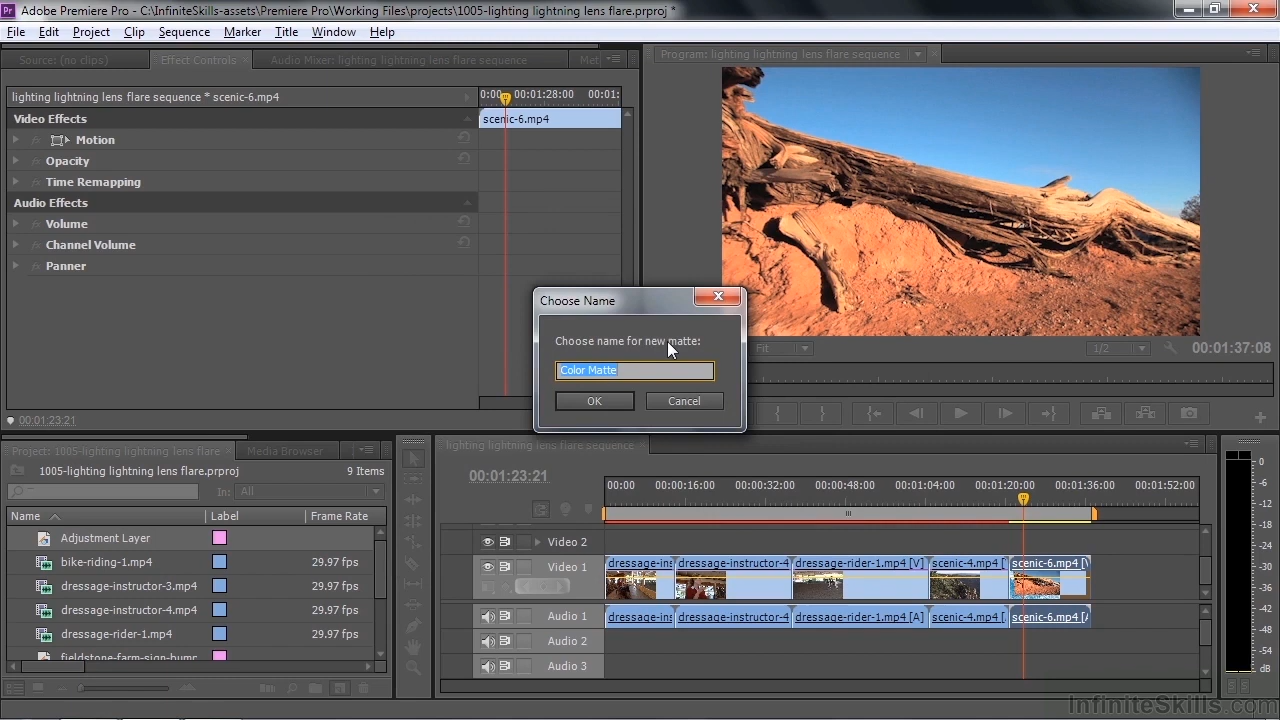 Adobe Premiere Pro - C:\InfiniteSkills-assets\Premiere Pro\Working Files\projects\1005-lighting lightning lens flare.prproj *
File Edit Project Clip Sequence Marker Title Window Help
Source: (no clips) Effect Controls Audio Mixer: lighting lightning lens flare sequence Met
Program: lighting lightning lens flare sequence
lighting lightning lens flare sequence * scenic-6.mp4
0:00 00:01:28:00 00:01:
Video Effects
scenic-6.mp4
Motion
Opacity
Time Remapping
Audio Effects
Volume
Channel Volume
Panner
Choose Name
Choose name for new matte:
Color Matte
OK Cancel
Fit 1/2 00:01:37:08
00:01:23:21
Project: 1005-lighting lightning lens flare Media Browser
1005-lighting lightning lens flare.prproj 9 Items
In: All
Name Label Frame Rate
Adjustment Layer
bike-riding-1.mp4 29.97 fps
dressage-instructor-3.mp4 29.97 fps
dressage-instructor-4.mp4 29.97 fps
dressage-rider-1.mp4 29.97 fps
fieldstone-farm-sign-bump
lighting lightning lens flare sequence
00:01:23:21
00:00 00:00:16:00 00:00:32:00 00:00:48:00 00:01:04:00 00:01:20:00 00:01:36:00 00:01:52:00
Video 2
Video 1 dressage-ins dressage-instructor-4 dressage-rider-1.mp4 [V] scenic-4.mp4 [ scenic-6.mp4 [V
Audio 1 dressage-ins dressage-instructor-4 dressage-rider-1.mp4 [A] scenic-4.mp4 [. scenic-6.mp4 [A
Audio 2
Audio 3
0
-6
-12
-18
-24
-30
-36
-42
-48
-54
dB
InfiniteSkills.com